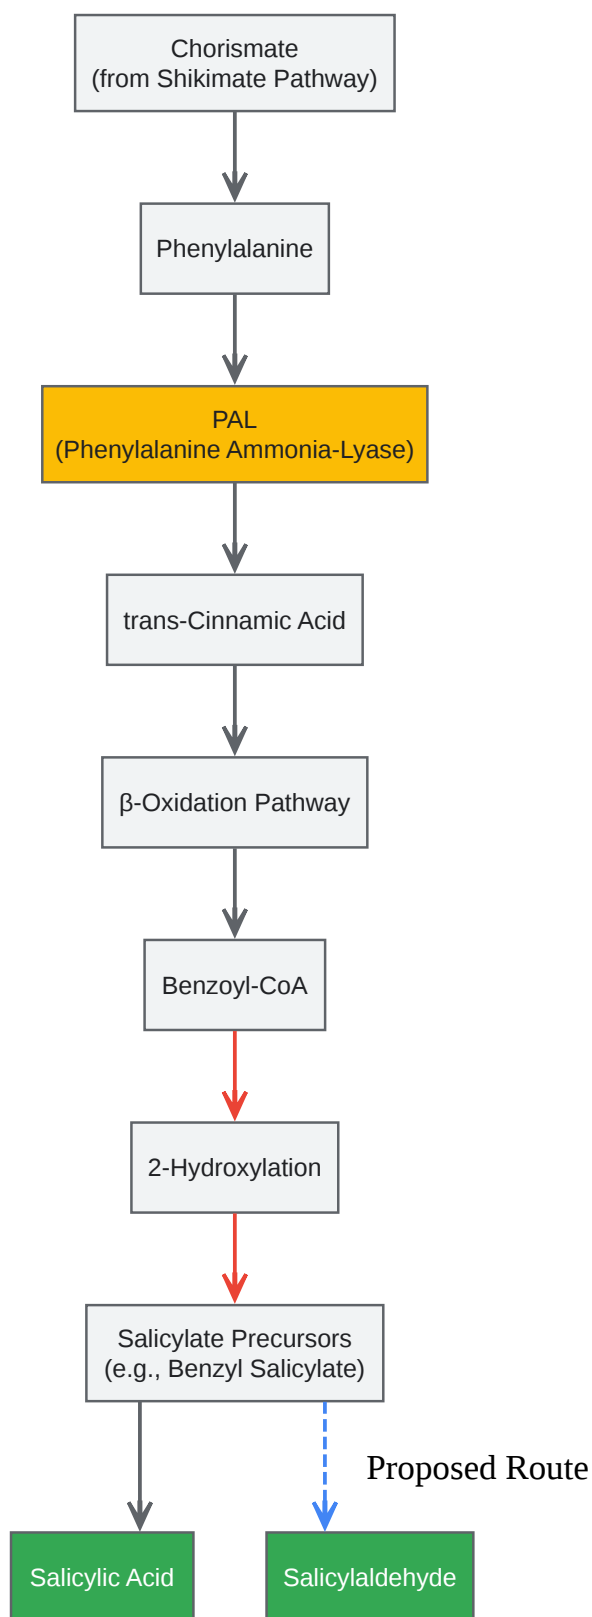 Chorismate
(from Shikimate Pathway)
Phenylalanine
PAL
(Phenylalanine Ammonia-Lyase)
trans-Cinnamic Acid
β-Oxidation Pathway
Benzoyl-CoA
2-Hydroxylation
Salicylate Precursors
(e.g., Benzyl Salicylate)
Proposed Route
Salicylic Acid
Salicylaldehyde